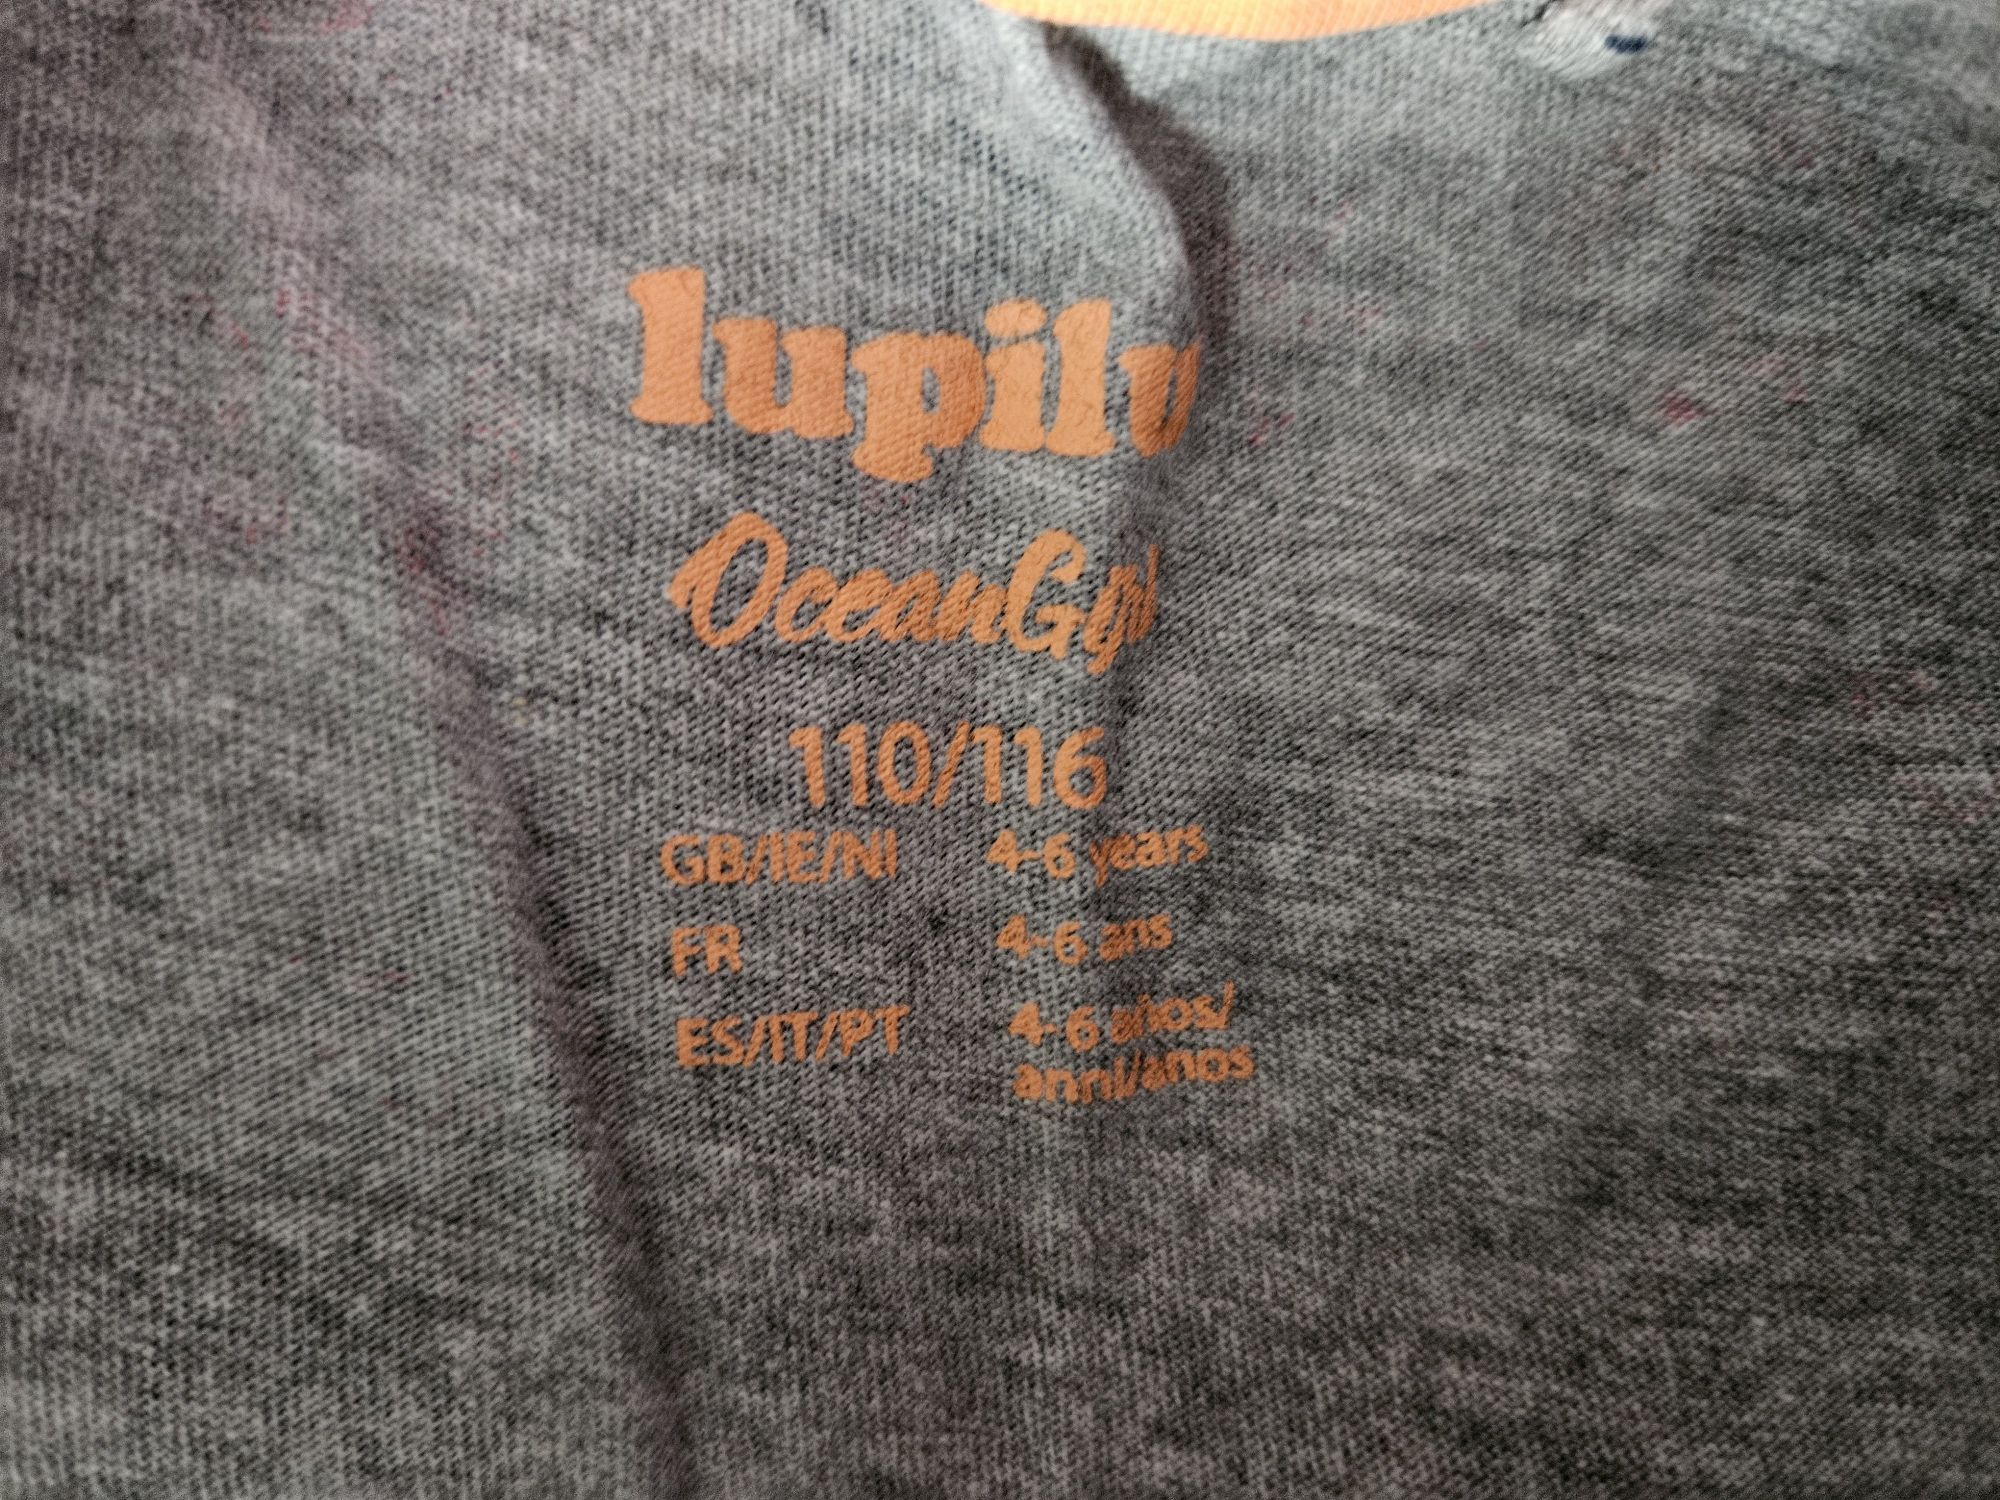 lupilu
OceanGirl
110/116
GB/IE/NI 4-6 years
FR 4-6 ans
ES/IT/PT 4-6 años/
anni/anos